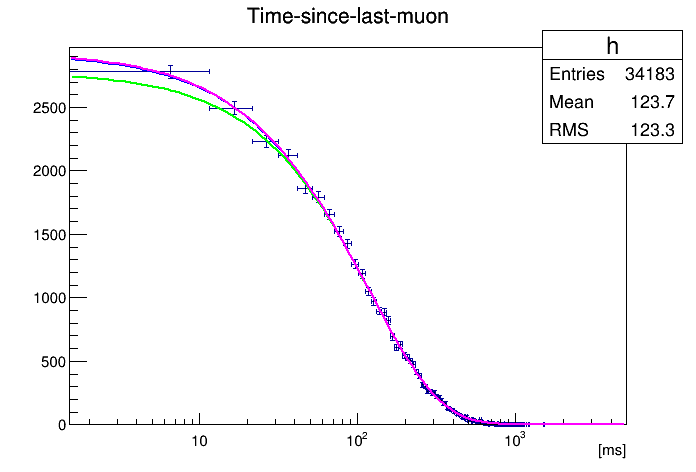 Time-since-last-muon
h
Entries 34183
Mean 123.7
RMS 123.3
2500
2000
1500
1000
500
0
10 10² 10³
[ms]